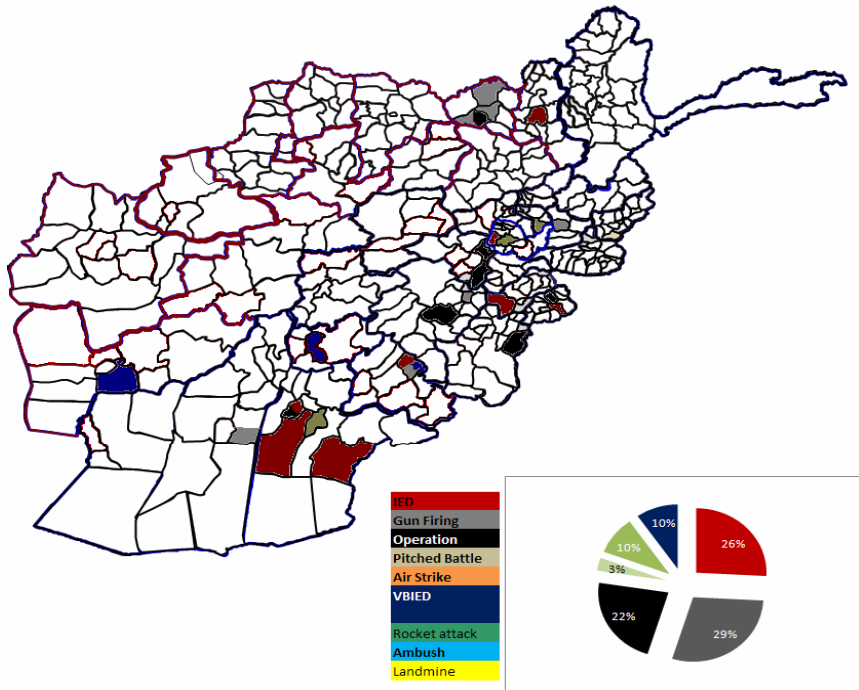 IED
Gun Firing
Operation
Pitched Battle
Air Strike
VBIED
Rocket attack
Ambush
Landmine
10%
26%
10%
3%
22%
29%